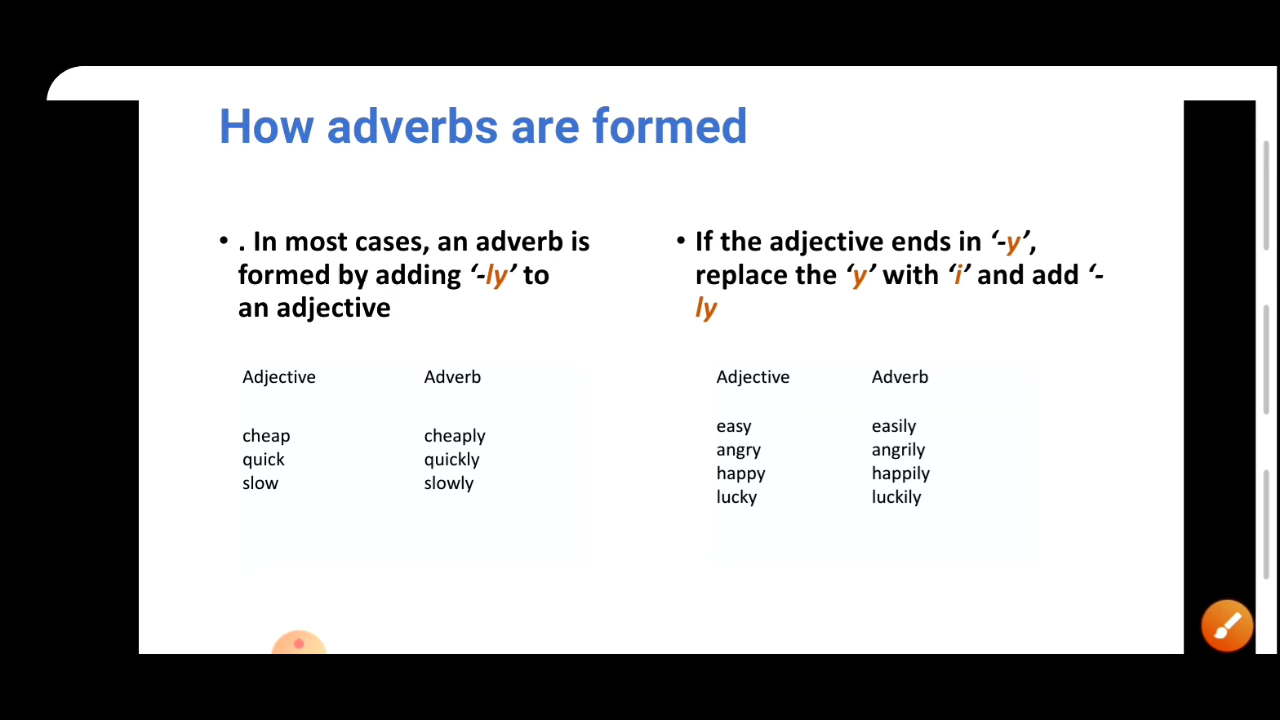 How adverbs are formed
• . In most cases, an adverb is
formed by adding ‘-ly’ to
an adjective
• If the adjective ends in ‘-y’,
replace the ‘y’ with ‘i’ and add ‘-
ly
Adjective Adverb
cheap cheaply
quick quickly
slow slowly
Adjective Adverb
easy easily
angry angrily
happy happily
lucky luckily